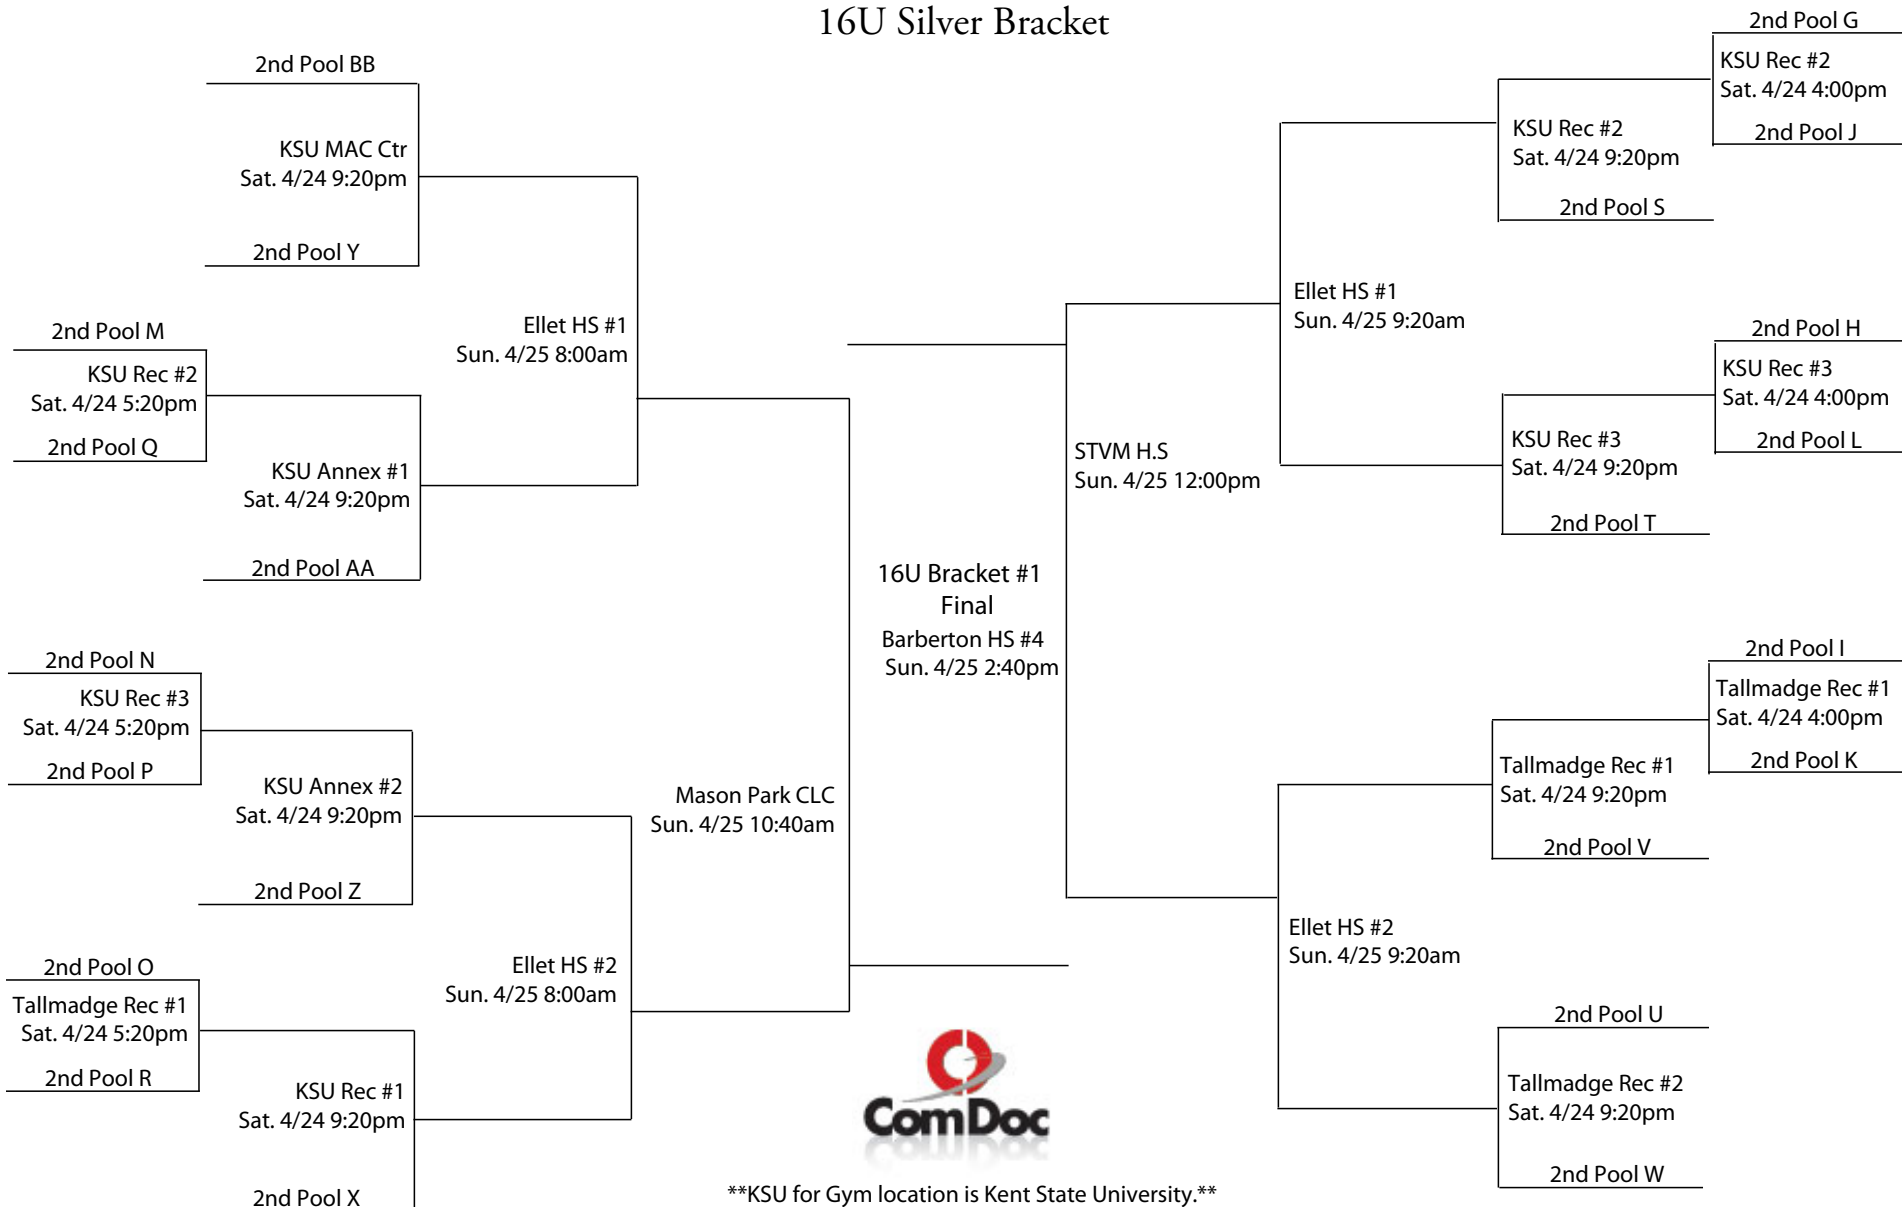 16U Silver Bracket
2nd Pool BB
KSU MAC Ctr
Sat. 4/24 9:20pm
2nd Pool Y
Ellet HS #1
Sun. 4/25 8:00am
2nd Pool M
KSU Rec #2
Sat. 4/24 5:20pm
2nd Pool Q
KSU Annex #1
Sat. 4/24 9:20pm
2nd Pool AA
2nd Pool N
KSU Rec #3
Sat. 4/24 5:20pm
2nd Pool P
KSU Annex #2
Sat. 4/24 9:20pm
2nd Pool Z
Mason Park CLC
Sun. 4/25 10:40am
2nd Pool O
Tallmadge Rec #1
Sat. 4/24 5:20pm
2nd Pool R
Ellet HS #2
Sun. 4/25 8:00am
KSU Rec #1
Sat. 4/24 9:20pm
2nd Pool X
16U Bracket #1
Final
Barberton HS #4
Sun. 4/25 2:40pm
2nd Pool G
KSU Rec #2
Sat. 4/24 4:00pm
2nd Pool J
KSU Rec #2
Sat. 4/24 9:20pm
2nd Pool S
Ellet HS #1
Sun. 4/25 9:20am
2nd Pool H
KSU Rec #3
Sat. 4/24 4:00pm
2nd Pool L
KSU Rec #3
Sat. 4/24 9:20pm
2nd Pool T
STVM H.S
Sun. 4/25 12:00pm
2nd Pool I
Tallmadge Rec #1
Sat. 4/24 4:00pm
2nd Pool K
Tallmadge Rec #1
Sat. 4/24 9:20pm
2nd Pool V
Ellet HS #2
Sun. 4/25 9:20am
2nd Pool U
Tallmadge Rec #2
Sat. 4/24 9:20pm
2nd Pool W
ComDoc
**KSU for Gym location is Kent State University.**